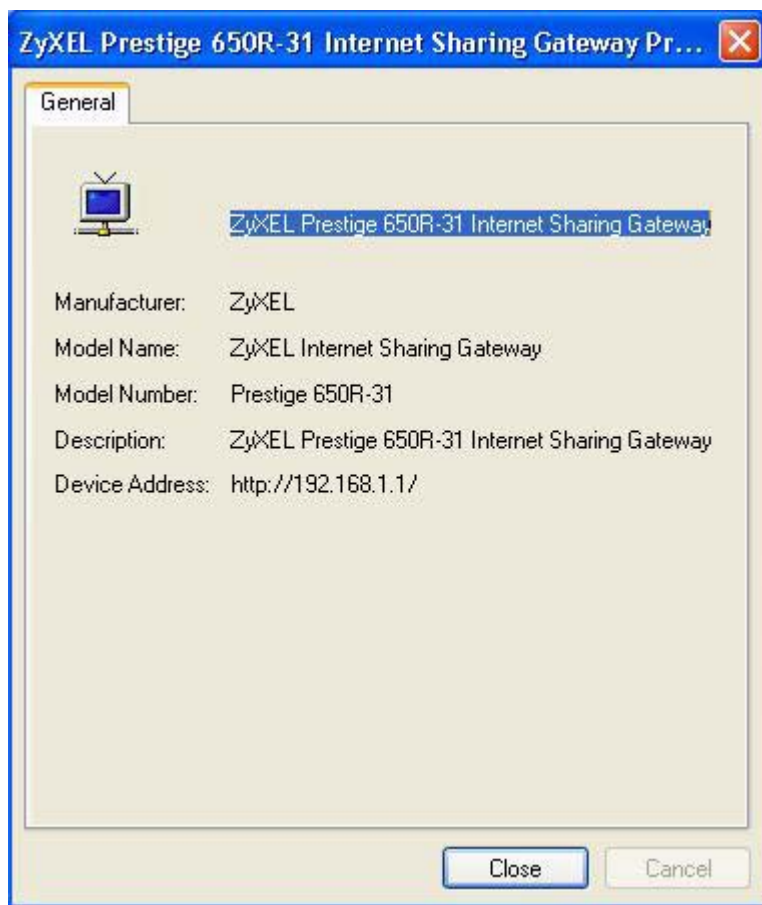 ZyXEL Prestige 650R-31 Internet Sharing Gateway Pr...
General
ZyXEL Prestige 650R-31 Internet Sharing Gateway
Manufacturer: ZyXEL
Model Name: ZyXEL Internet Sharing Gateway
Model Number: Prestige 650R-31
Description: ZyXEL Prestige 650R-31 Internet Sharing Gateway
Device Address: http://192.168.1.1/
Close Cancel